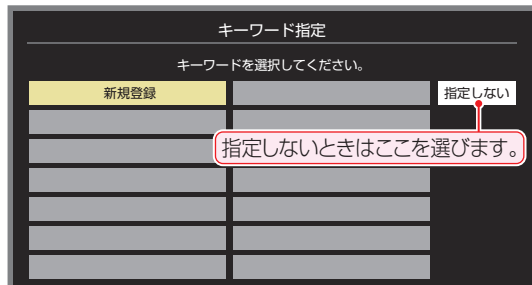 キーワード指定
キーワードを選択してください。
新規登録
指定しない
指定しないときはここを選びます。